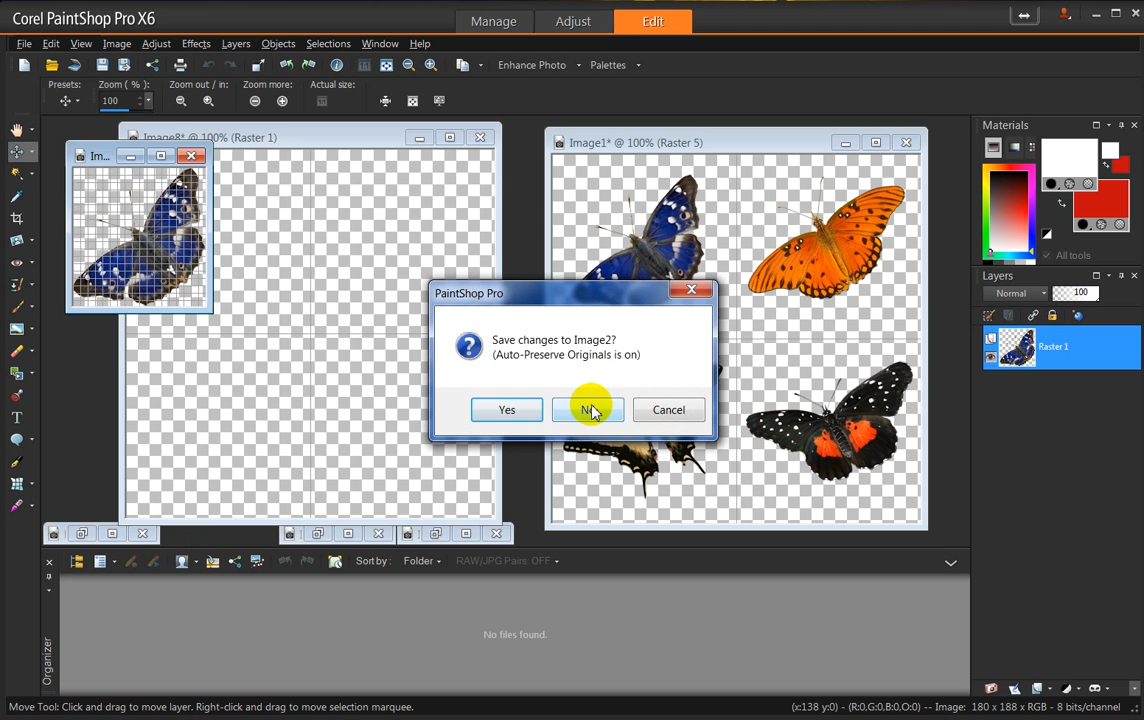 Corel PaintShop Pro X6
Manage Adjust Edit
File Edit View Image Adjust Effects Layers Objects Selections Window Help
Enhance Photo Palettes
Presets: Zoom ( % ): Zoom out / in: Zoom more: Actual size:
100
Image8* @ 100% (Raster 1)
Im...
Image1* @ 100% (Raster 5)
Materials
All tools
Layers
Normal 100
Raster 1
PaintShop Pro
Save changes to Image2?
(Auto-Preserve Originals is on)
Yes No Cancel
Sort by: Folder RAW/JPG Pairs: OFF
No files found.
Organizer
Move Tool: Click and drag to move layer. Right-click and drag to move selection marquee.
(x:138 y:0) - (R:0,G:0,B:0,O:0) -- Image: 180 x 188 x RGB - 8 bits/channel